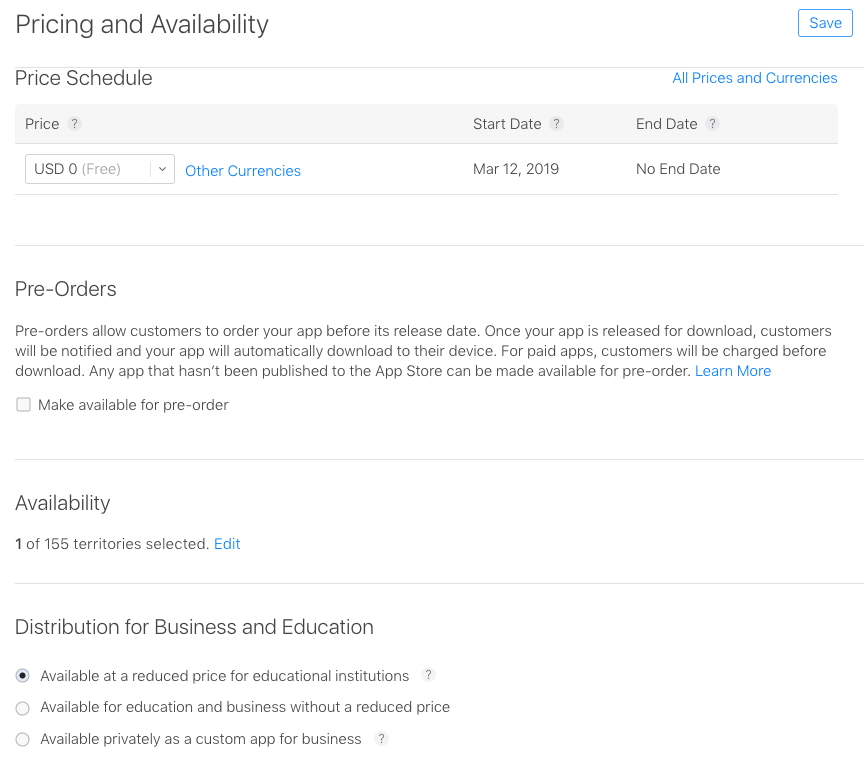 Pricing and Availability
Save
Price Schedule
All Prices and Currencies
Price ? Start Date ? End Date ?
USD 0 (Free) Other Currencies Mar 12, 2019 No End Date
Pre-Orders
Pre-orders allow customers to order your app before its release date. Once your app is released for download, customers
will be notified and your app will automatically download to their device. For paid apps, customers will be charged before
download. Any app that hasn’t been published to the App Store can be made available for pre-order. Learn More
Make available for pre-order
Availability
1 of 155 territories selected. Edit
Distribution for Business and Education
Available at a reduced price for educational institutions ?
Available for education and business without a reduced price
Available privately as a custom app for business ?